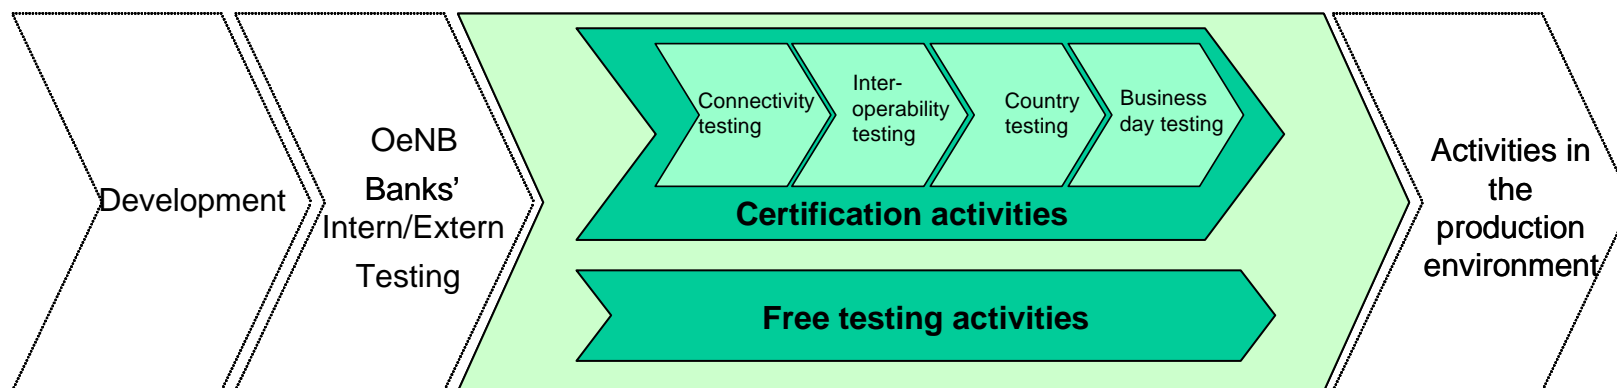 Development
OeNB
Banks’
Intern/Extern
Testing
Connectivity
testing
Inter-
operability
testing
Country
testing
Business
day testing
Certification activities
Free testing activities
Activities in
the
production
environment